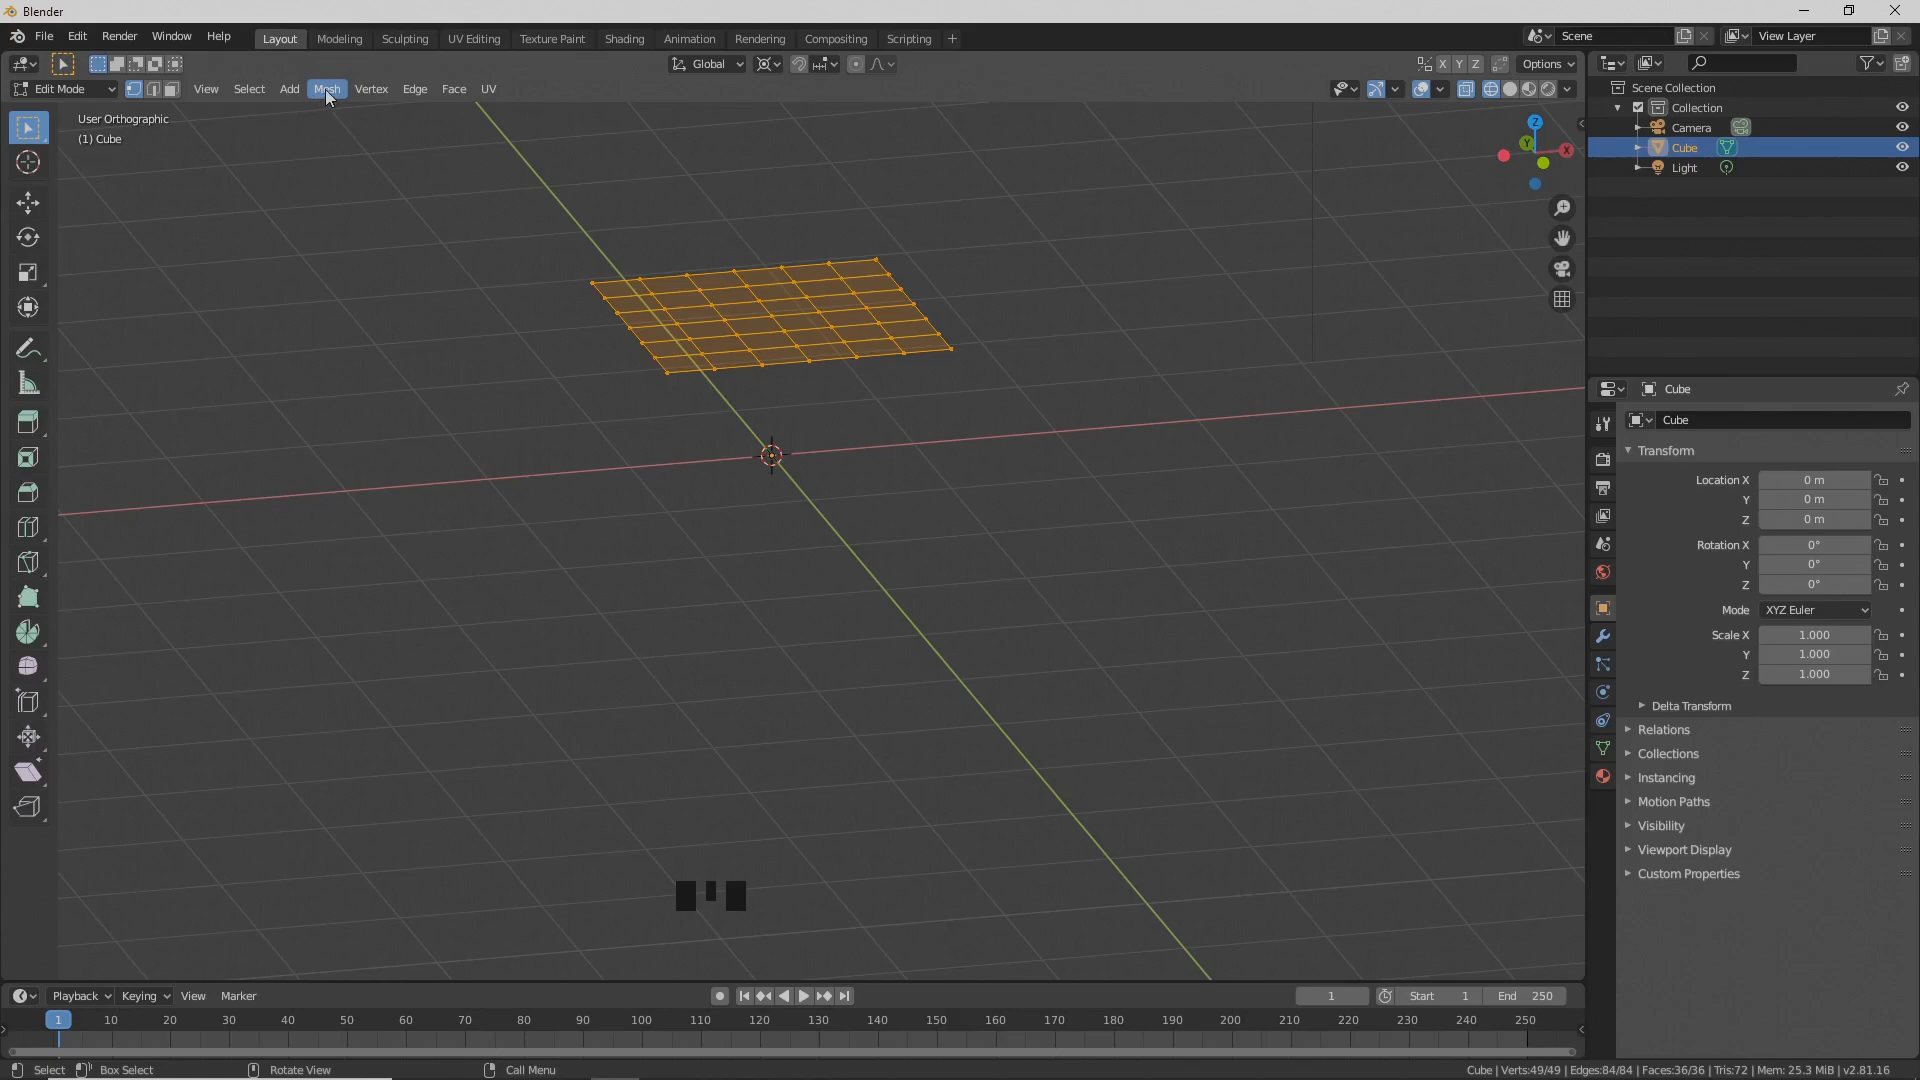 Blender
File Edit Render Window Help Layout Modeling Sculpting UV Editing Texture Paint Shading Animation Rendering Compositing Scripting + Scene View Layer
Global X Y Z Options
Edit Mode View Select Add Mesh Vertex Edge Face UV
User Orthographic
(1) Cube
Z
Y
X
Scene Collection
Collection
Camera
Cube
Light
Cube
Cube
Transform
Location X 0 m
Y 0 m
Z 0 m
Rotation X 0°
Y 0°
Z 0°
Mode XYZ Euler
Scale X 1.000
Y 1.000
Z 1.000
Delta Transform
Relations
Collections
Instancing
Motion Paths
Visibility
Viewport Display
Custom Properties
Playback Keying View Marker 1 Start 1 End 250
1 10 20 30 40 50 60 70 80 90 100 110 120 130 140 150 160 170 180 190 200 210 220 230 240 250
Select Box Select Rotate View Call Menu Cube | Verts:49/49 | Edges:84/84 | Faces:36/36 | Tris:72 | Mem: 25.3 MiB | v2.81.16